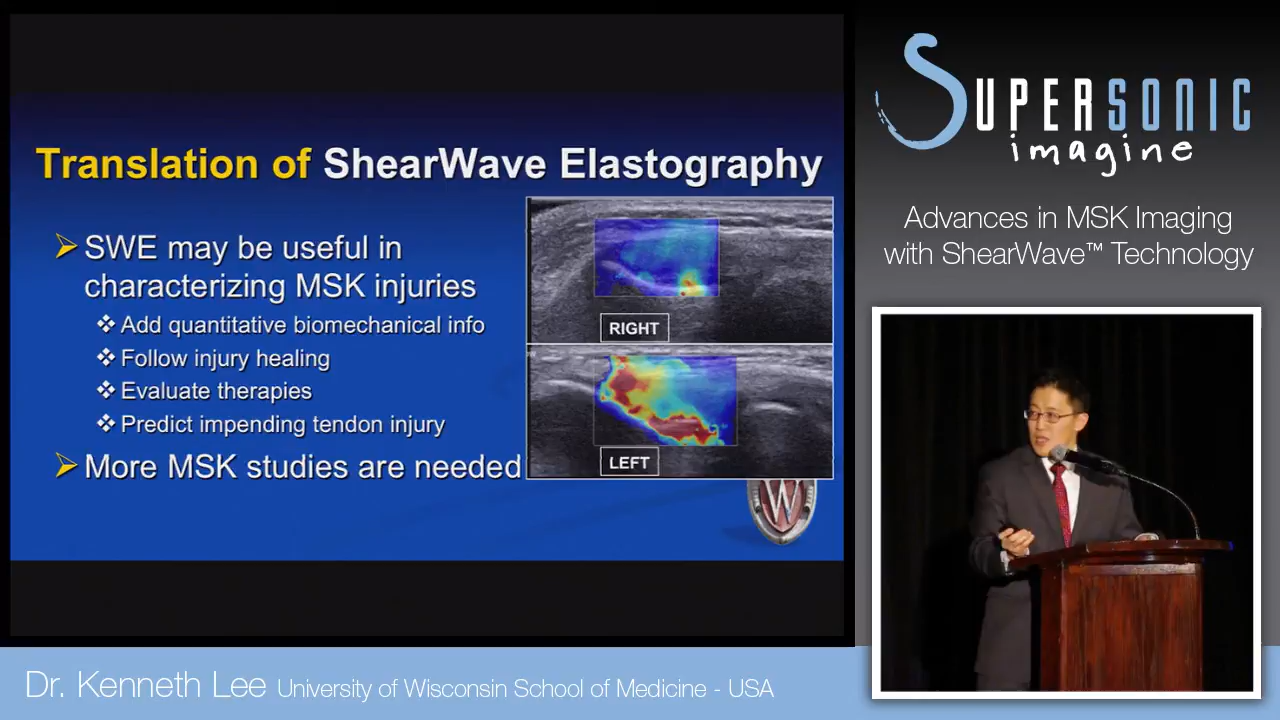 Translation of ShearWave Elastography
SWE may be useful in
characterizing MSK injuries
Add quantitative biomechanical info
Follow injury healing
Evaluate therapies
Predict impending tendon injury
More MSK studies are needed
RIGHT
LEFT
W
SUPERSONIC
imagine
Advances in MSK Imaging
with ShearWave™ Technology
Dr. Kenneth Lee University of Wisconsin School of Medicine - USA